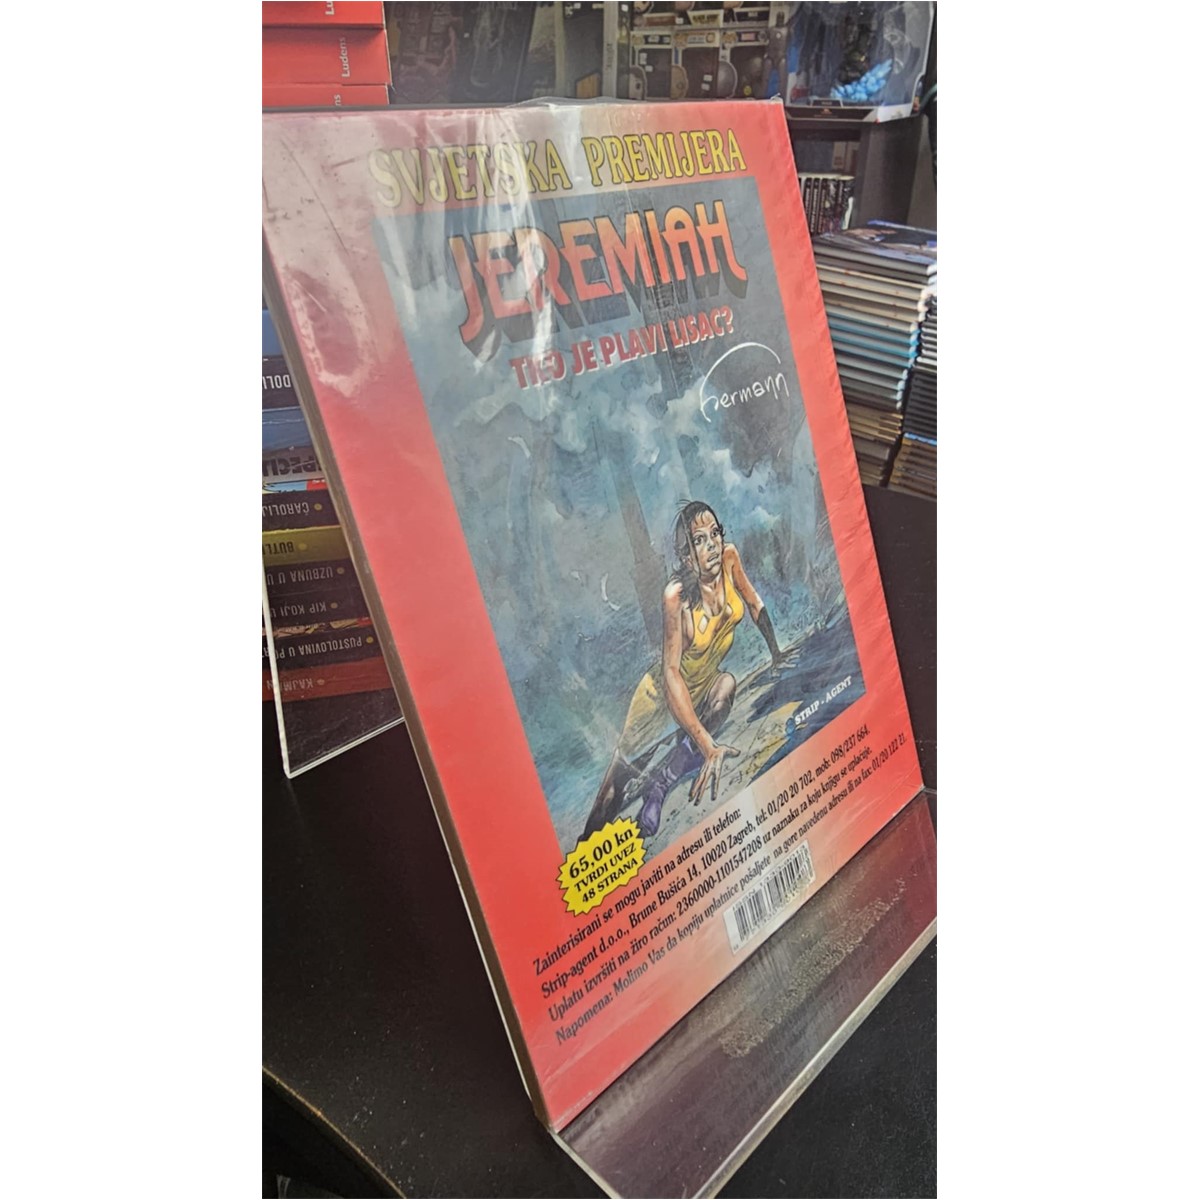 Ludens
SVJETSKA PREMIJERA
JEREMIAH
TKO JE PLAVI LISAC?
Hermann
STRIP - AGENT
65,00 kn
TVRDI UVEZ
48 STRANA
Zainterisirani se mogu javiti na adresu ili telefon:
Strip-agent d.o.o., Brune Bušića 14, 10020 Zagreb, tel: 01/20 20 702, mob: 098/237 664.
Uplatu izvršiti na žiro račun: 2360000-1101547208 uz naznaku za koju knjigu se uplaćuje.
Napomena: Molimo Vas da kopiju uplatnice pošaljete na gore navedenu adresu ili na fax: 01/20 122 21.
UZBUNA U
KIP KOJI
PUSTOLOVINA U